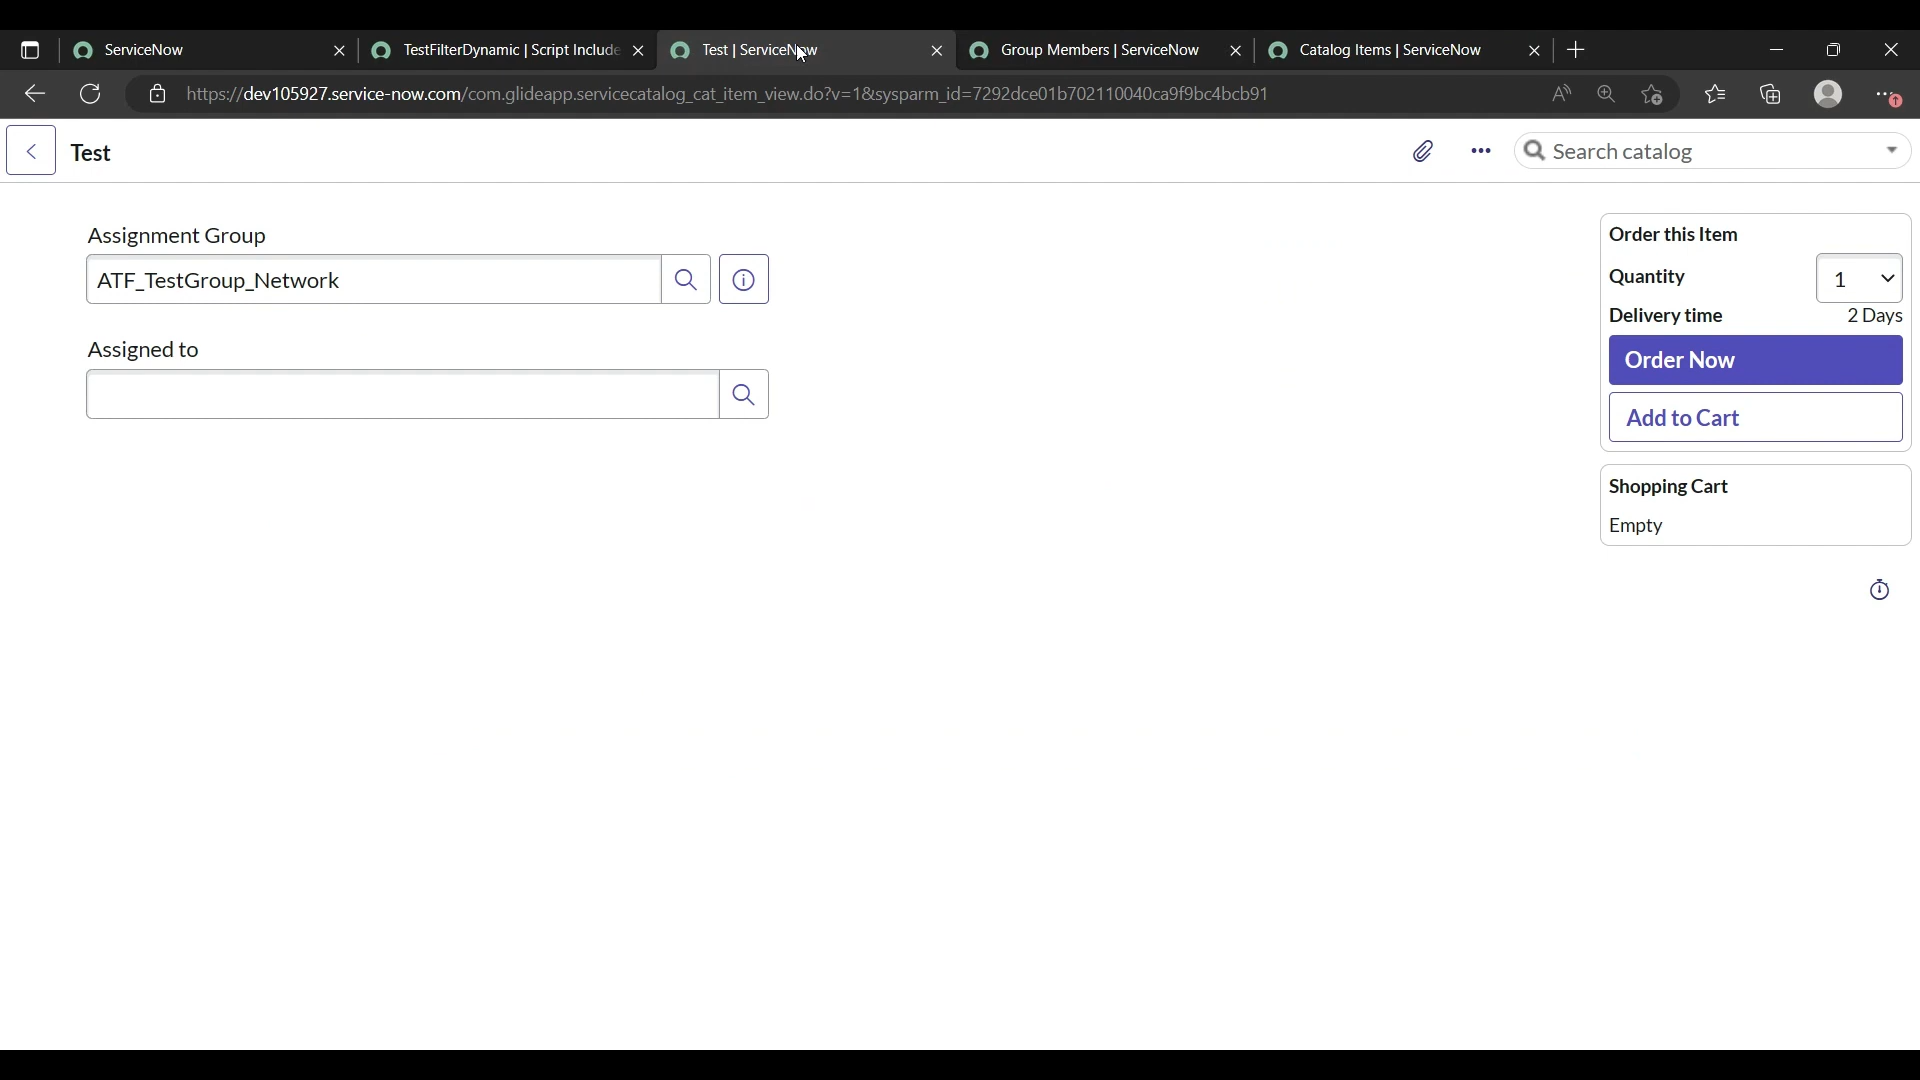 ServiceNow
TestFilterDynamic | Script Include
Test | ServiceNow
Group Members | ServiceNow
Catalog Items | ServiceNow
https://dev105927.service-now.com/com.glideapp.servicecatalog_cat_item_view.do?v=1&sysparm_id=7292dce01b702110040ca9f9bc4bcb91
Test
Search catalog
Assignment Group
ATF_TestGroup_Network
Assigned to
Order this Item
Quantity 1
Delivery time 2 Days
Order Now
Add to Cart
Shopping Cart
Empty